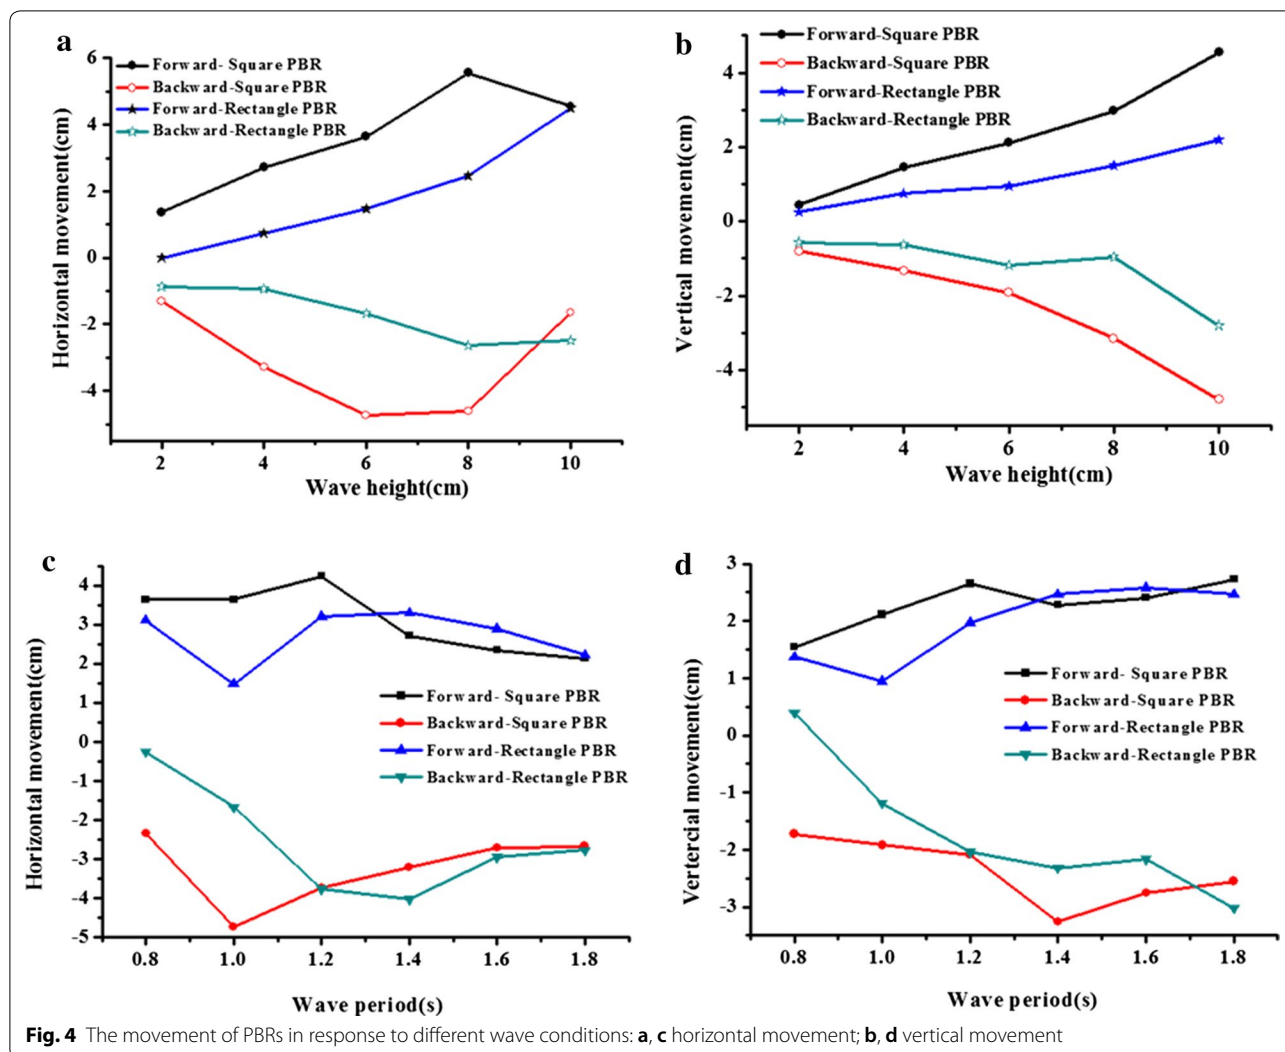 a
6
4
2
0
-2
-4
Horizontal movement(cm)
Forward- Square PBR
Backward-Square PBR
Forward-Rectangle PBR
Backward-Rectangle PBR
2 4 6 8 10
Wave height(cm)
b
4
2
0
-2
-4
Vertical movement(cm)
Forward-Square PBR
Backward-Square PBR
Forward-Rectangle PBR
Backward-Rectangle PBR
2 4 6 8 10
Wave height(cm)
c
4
3
2
1
0
-1
-2
-3
-4
-5
Horizontal movement(cm)
Forward- Square PBR
Backward-Square PBR
Forward-Rectangle PBR
Backward-Rectangle PBR
0.8 1.0 1.2 1.4 1.6 1.8
Wave period(s)
d
3
2
1
0
-1
-2
-3
Vertercial movement(cm)
Forward- Square PBR
Backward-Square PBR
Forward-Rectangle PBR
Backward-Rectangle PBR
0.8 1.0 1.2 1.4 1.6 1.8
Wave period(s)
Fig. 4 The movement of PBRs in response to different wave conditions: a, c horizontal movement; b, d vertical movement